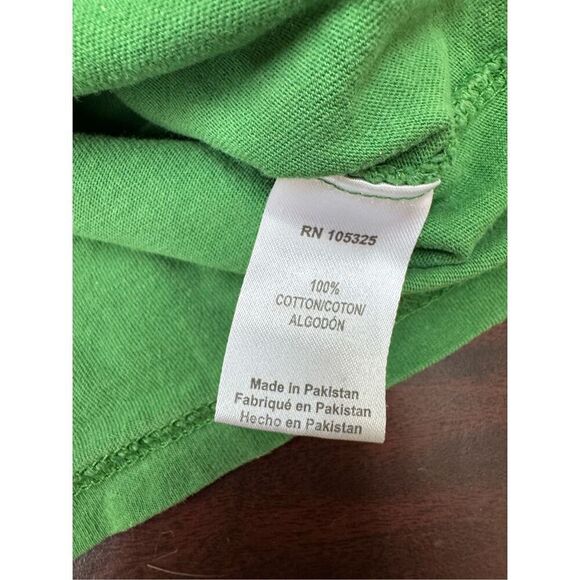 RN 105325
100%
COTTON/COTON/
ALGODÓN
Made in Pakistan
Fabriqué en Pakistan
Hecho en Pakistan